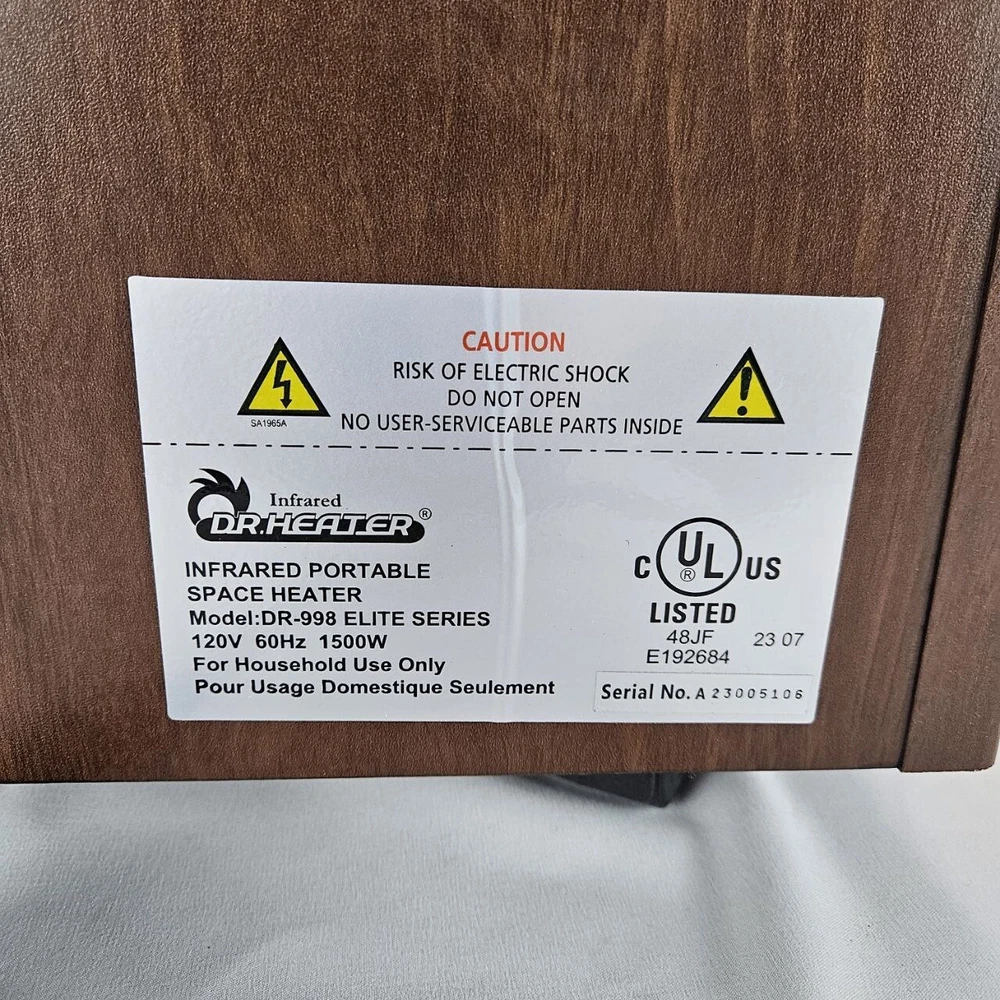 CAUTION
RISK OF ELECTRIC SHOCK
DO NOT OPEN
NO USER-SERVICEABLE PARTS INSIDE
SA1965A
Infrared
DR.HEATER®
INFRARED PORTABLE
SPACE HEATER
Model:DR-998 ELITE SERIES
120V 60Hz 1500W
For Household Use Only
Pour Usage Domestique Seulement
C UL® US
LISTED
48JF 23 07
E192684
Serial No. A 23005106